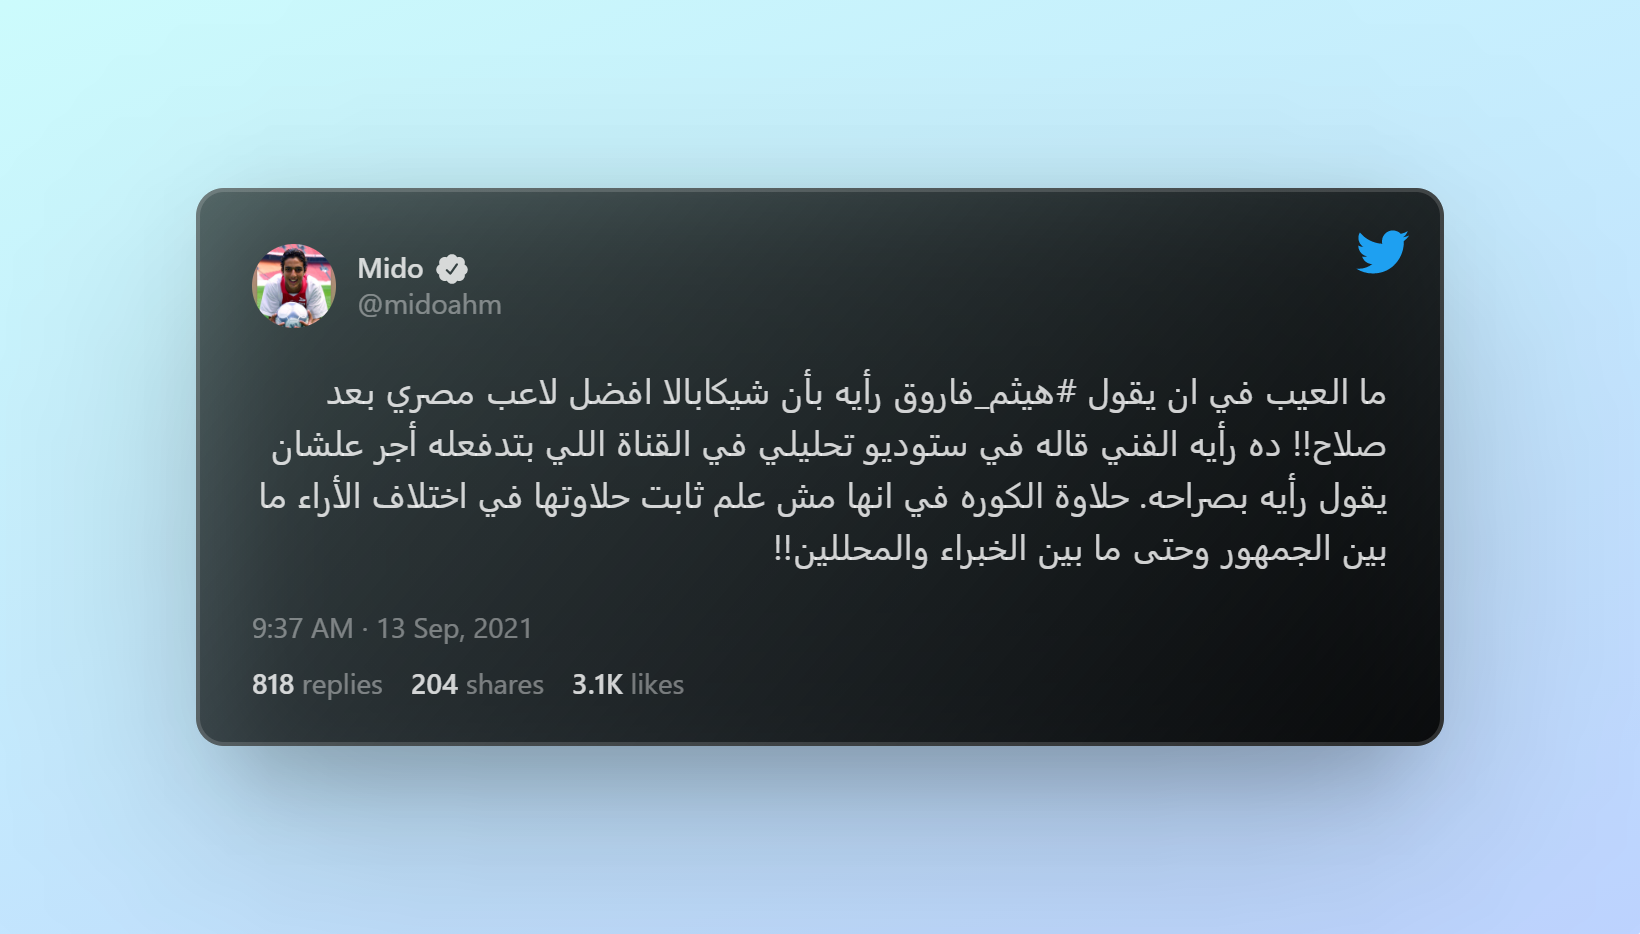 Mido
@midoahm
ما العيب في ان يقول #هيثم_فاروق رأيه بأن شيكابالا افضل لاعب مصري بعد
صلاح!! ده رأيه الفني قاله في ستوديو تحليلي في القناة اللي بتدفعله أجر علشان
يقول رأيه بصراحه. حلاوة الكوره في انها مش علم ثابت حلاوتها في اختلاف الأراء ما
بين الجمهور وحتى ما بين الخبراء والمحللين!!
9:37 AM · 13 Sep, 2021
818 replies 204 shares 3.1K likes